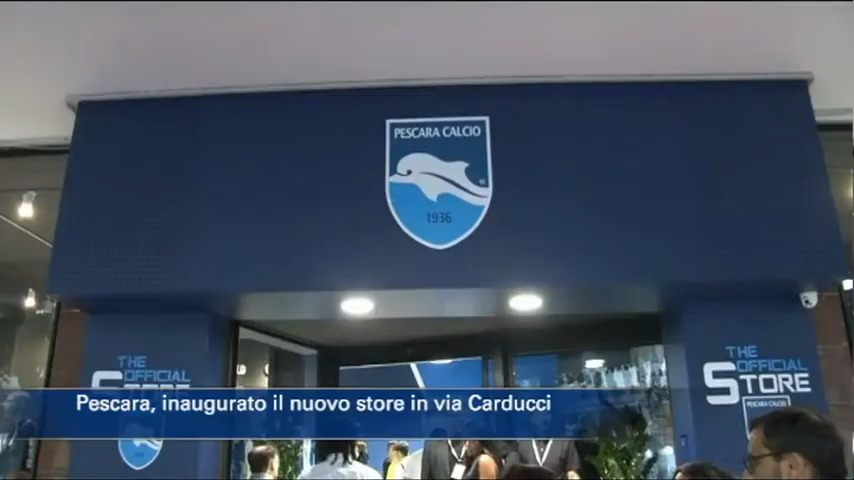 PESCARA CALCIO
1936
THE
OFFICIAL
STORE
THE
OFFICIAL
STORE
PESCARA CALCIO
Pescara, inaugurato il nuovo store in via Carducci